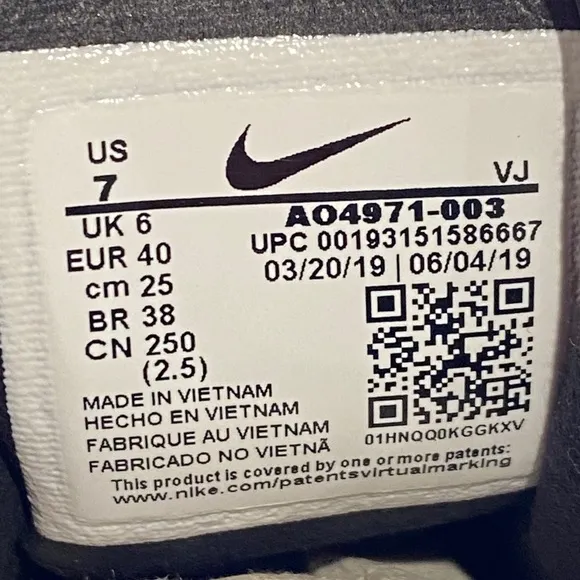 US
7
VJ
UK 6
AO4971-003
EUR 40
UPC 00193151586667
cm 25
03/20/19 | 06/04/19
BR 38
CN 250
(2.5)
MADE IN VIETNAM
HECHO EN VIETNAM
FABRIQUE AU VIETNAM
FABRICADO NO VIETNÃ
01HNQQ0KGGKXV
This product is covered by one or more patents:
www.nike.com/patentsvirtualmarking